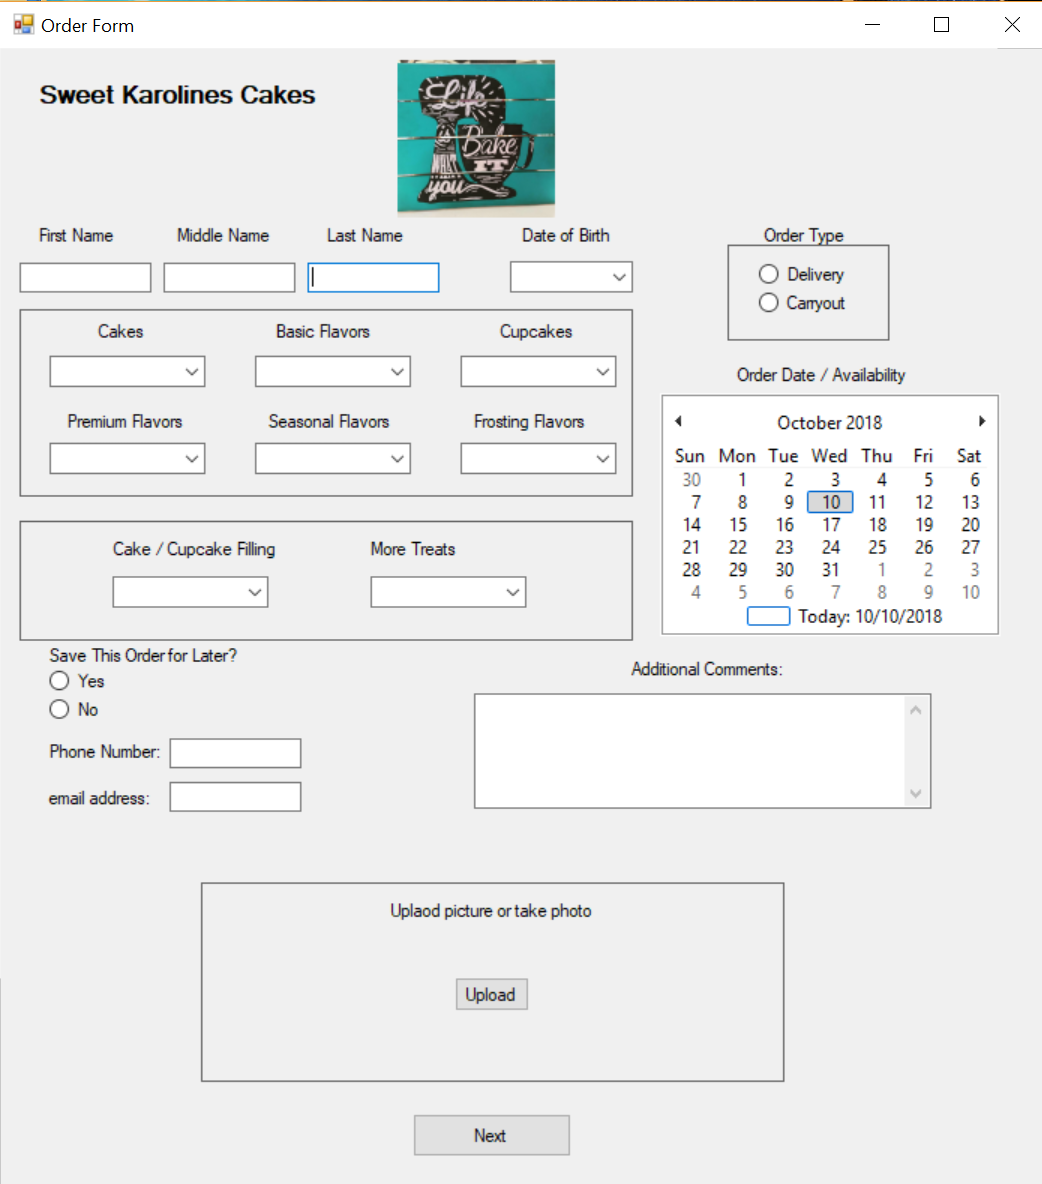 Order Form
Sweet Karolines Cakes
Life
IS
WHAT
Bake
IT
you
First Name Middle Name Last Name Date of Birth Order Type
Delivery
Carryout
Cakes Basic Flavors Cupcakes
Order Date / Availability
Premium Flavors Seasonal Flavors Frosting Flavors
October 2018
Sun Mon Tue Wed Thu Fri Sat
30 1 2 3 4 5 6
7 8 9 10 11 12 13
14 15 16 17 18 19 20
21 22 23 24 25 26 27
28 29 30 31 1 2 3
4 5 6 7 8 9 10
Today: 10/10/2018
Cake / Cupcake Filling More Treats
Save This Order for Later?
Yes
No
Additional Comments:
Phone Number:
email address:
Uplaod picture or take photo
Upload
Next